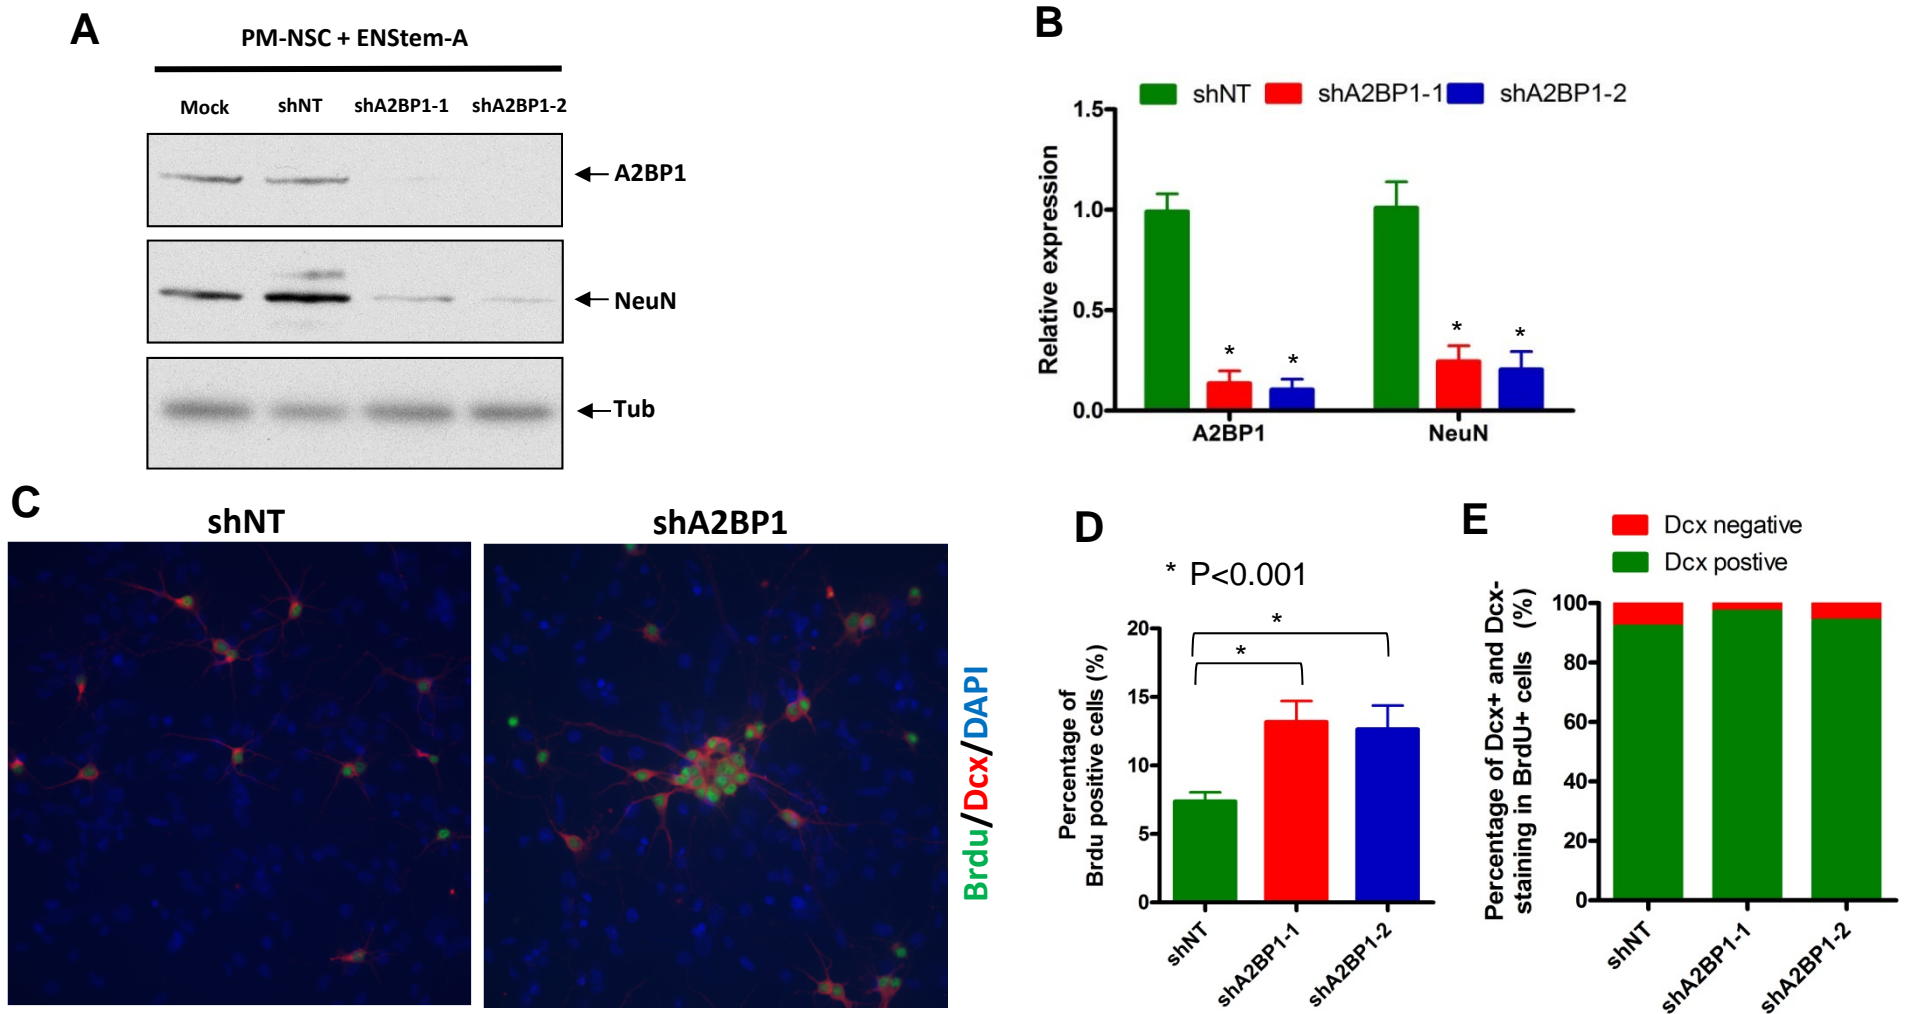 A
PM-NSC + ENStem-A
Mock shNT shA2BP1-1 shA2BP1-2
A2BP1
NeuN
Tub
B
shNT shA2BP1-1 shA2BP1-2
Relative expression
1.5
1.0
0.5
0.0
* * * *
A2BP1 NeuN
C
shNT shA2BP1
Brdu/Dcx/DAPI
D
* P<0.001
* *
Percentage of
Brdu positive cells (%)
20
15
10
5
0
shNT shA2BP1-1 shA2BP1-2
E
Dcx negative
Dcx postive
Percentage of Dcx+ and Dcx-
staining in BrdU+ cells (%)
100
80
60
40
20
0
shNT shA2BP1-1 shA2BP1-2